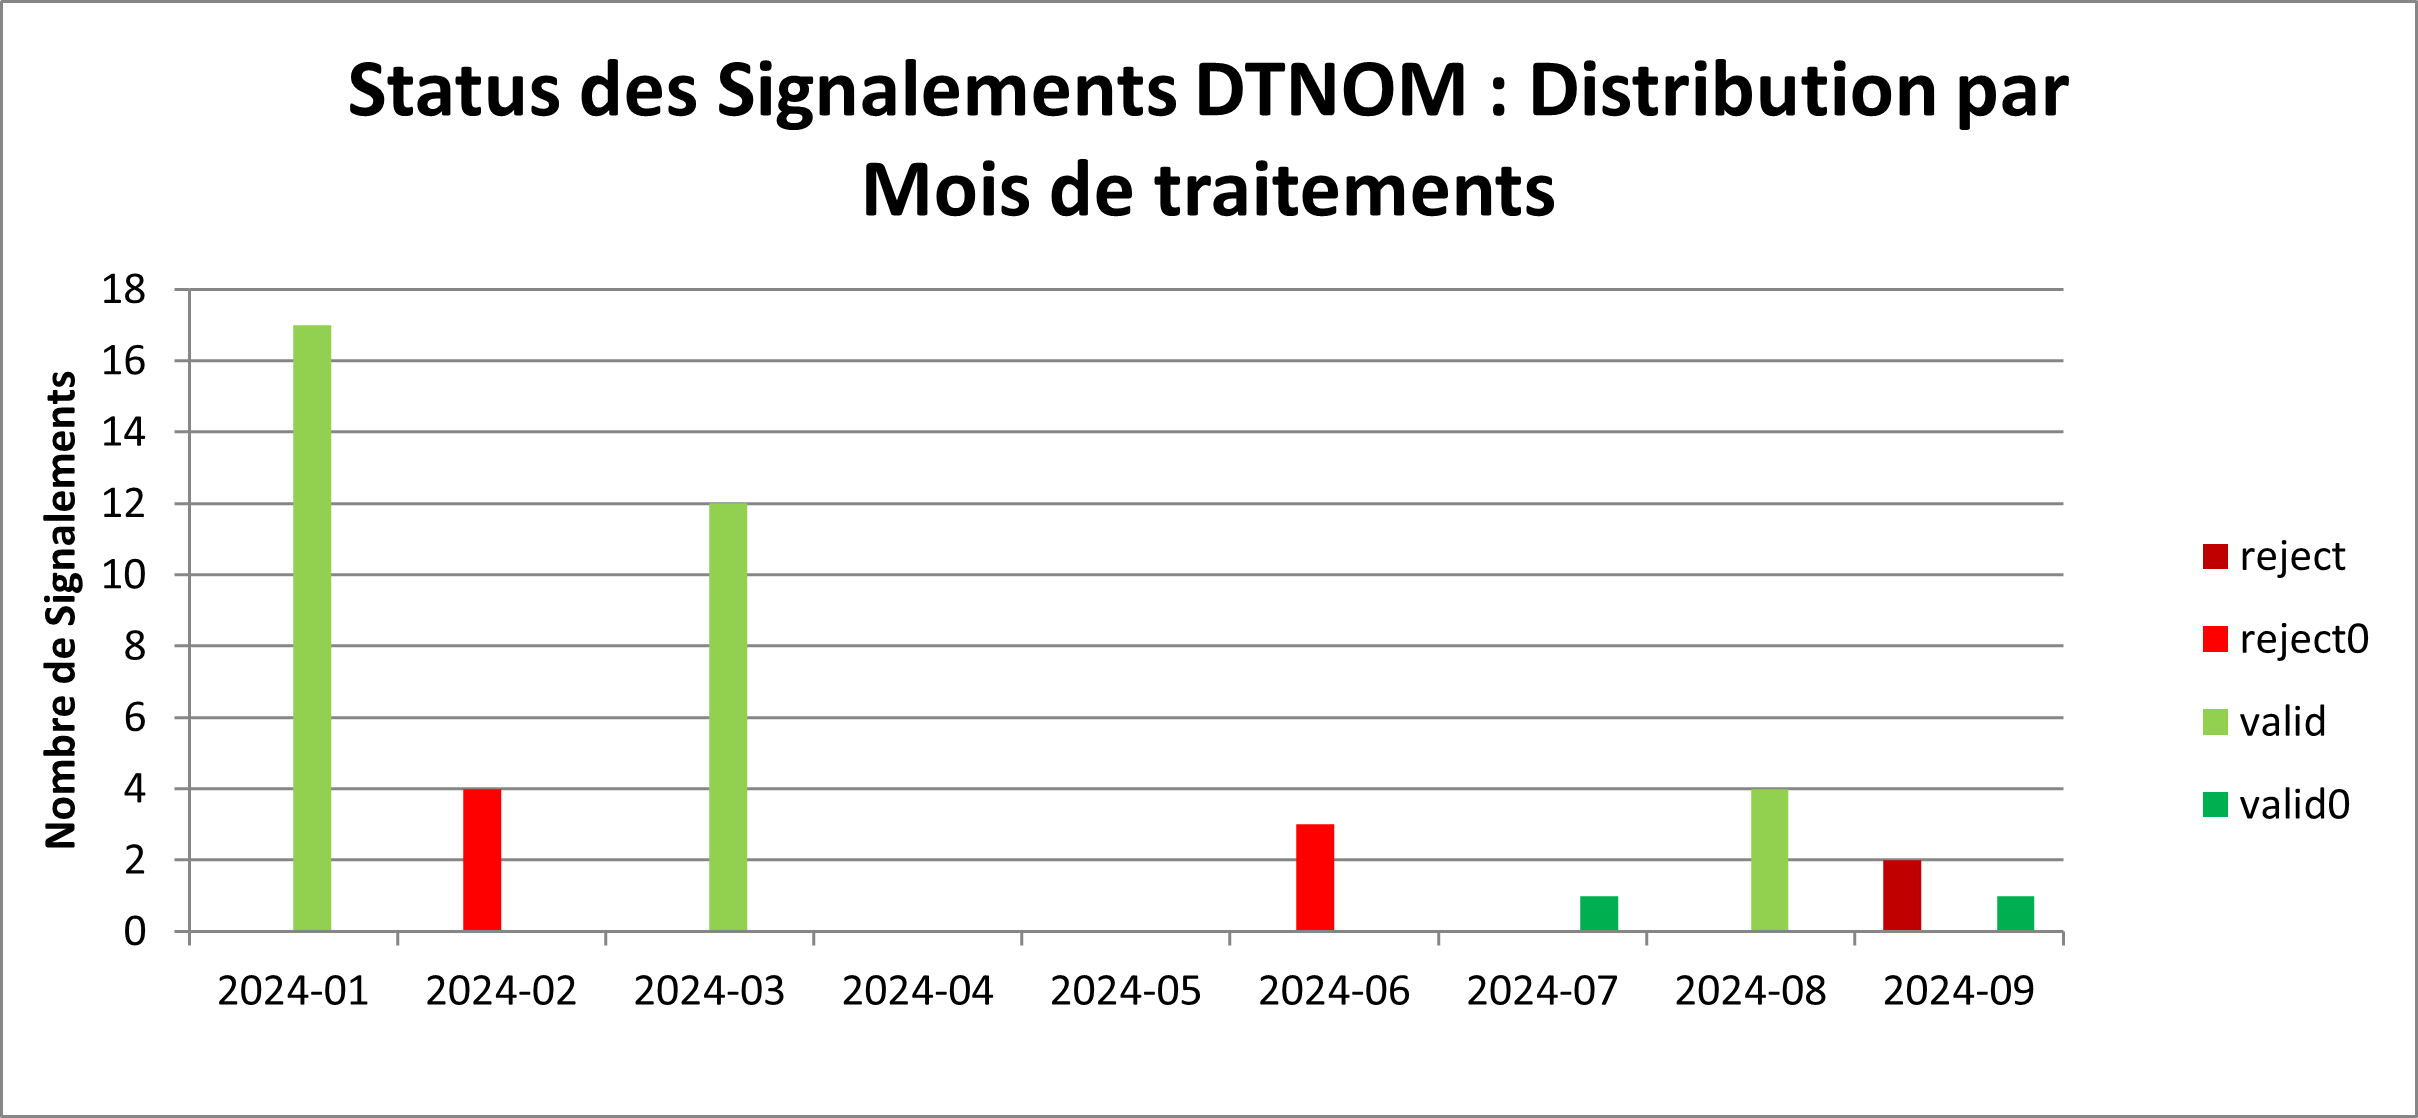 Status des Signalements DTNOM : Distribution par
Mois de traitements
Nombre de Signalements
18
16
14
12
10
8
6
4
2
0
2024-01
2024-02
2024-03
2024-04
2024-05
2024-06
2024-07
2024-08
2024-09
reject
reject0
valid
valid0